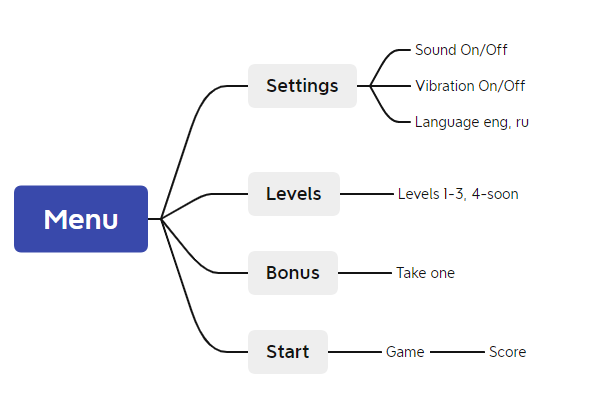 Menu
Settings
Sound On/Off
Vibration On/Off
Language eng, ru
Levels
Levels 1-3, 4-soon
Bonus
Take one
Start
Game
Score